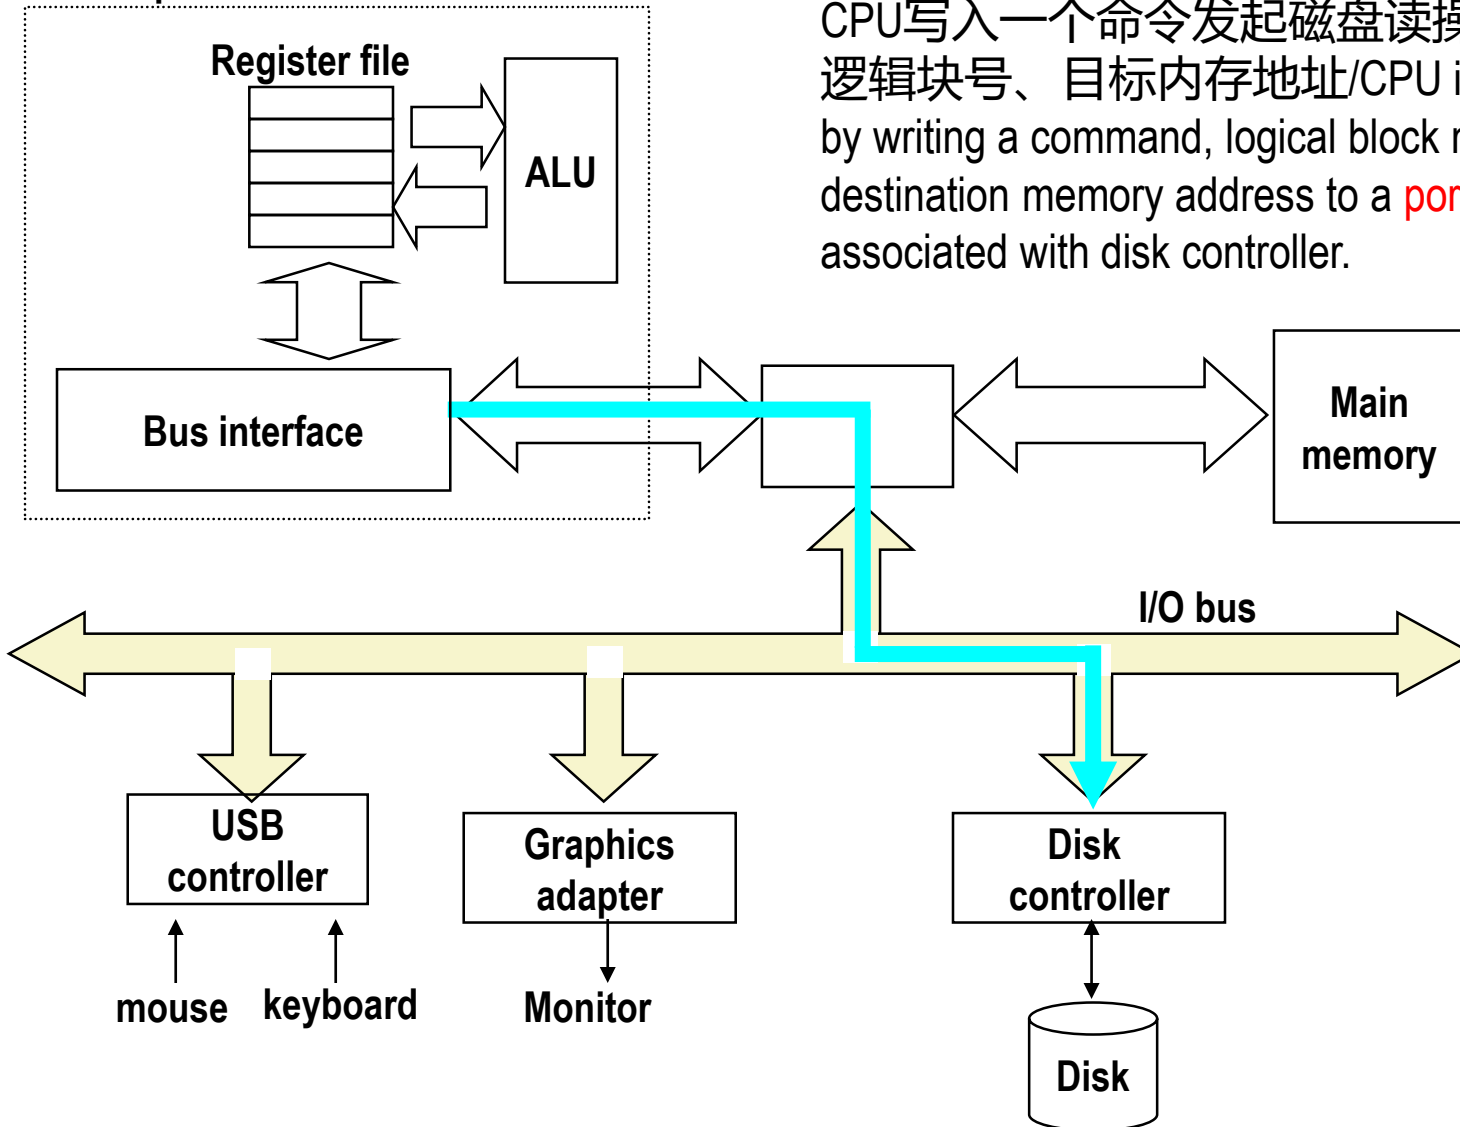 CPU写入一个命令发起磁盘读操
逻辑块号、目标内存地址/CPU i
by writing a command, logical block
destination memory address to a por
associated with disk controller.
Register file
ALU
Bus interface
Main
memory
I/O bus
USB
controller
Graphics
adapter
Disk
controller
mouse
keyboard
Monitor
Disk